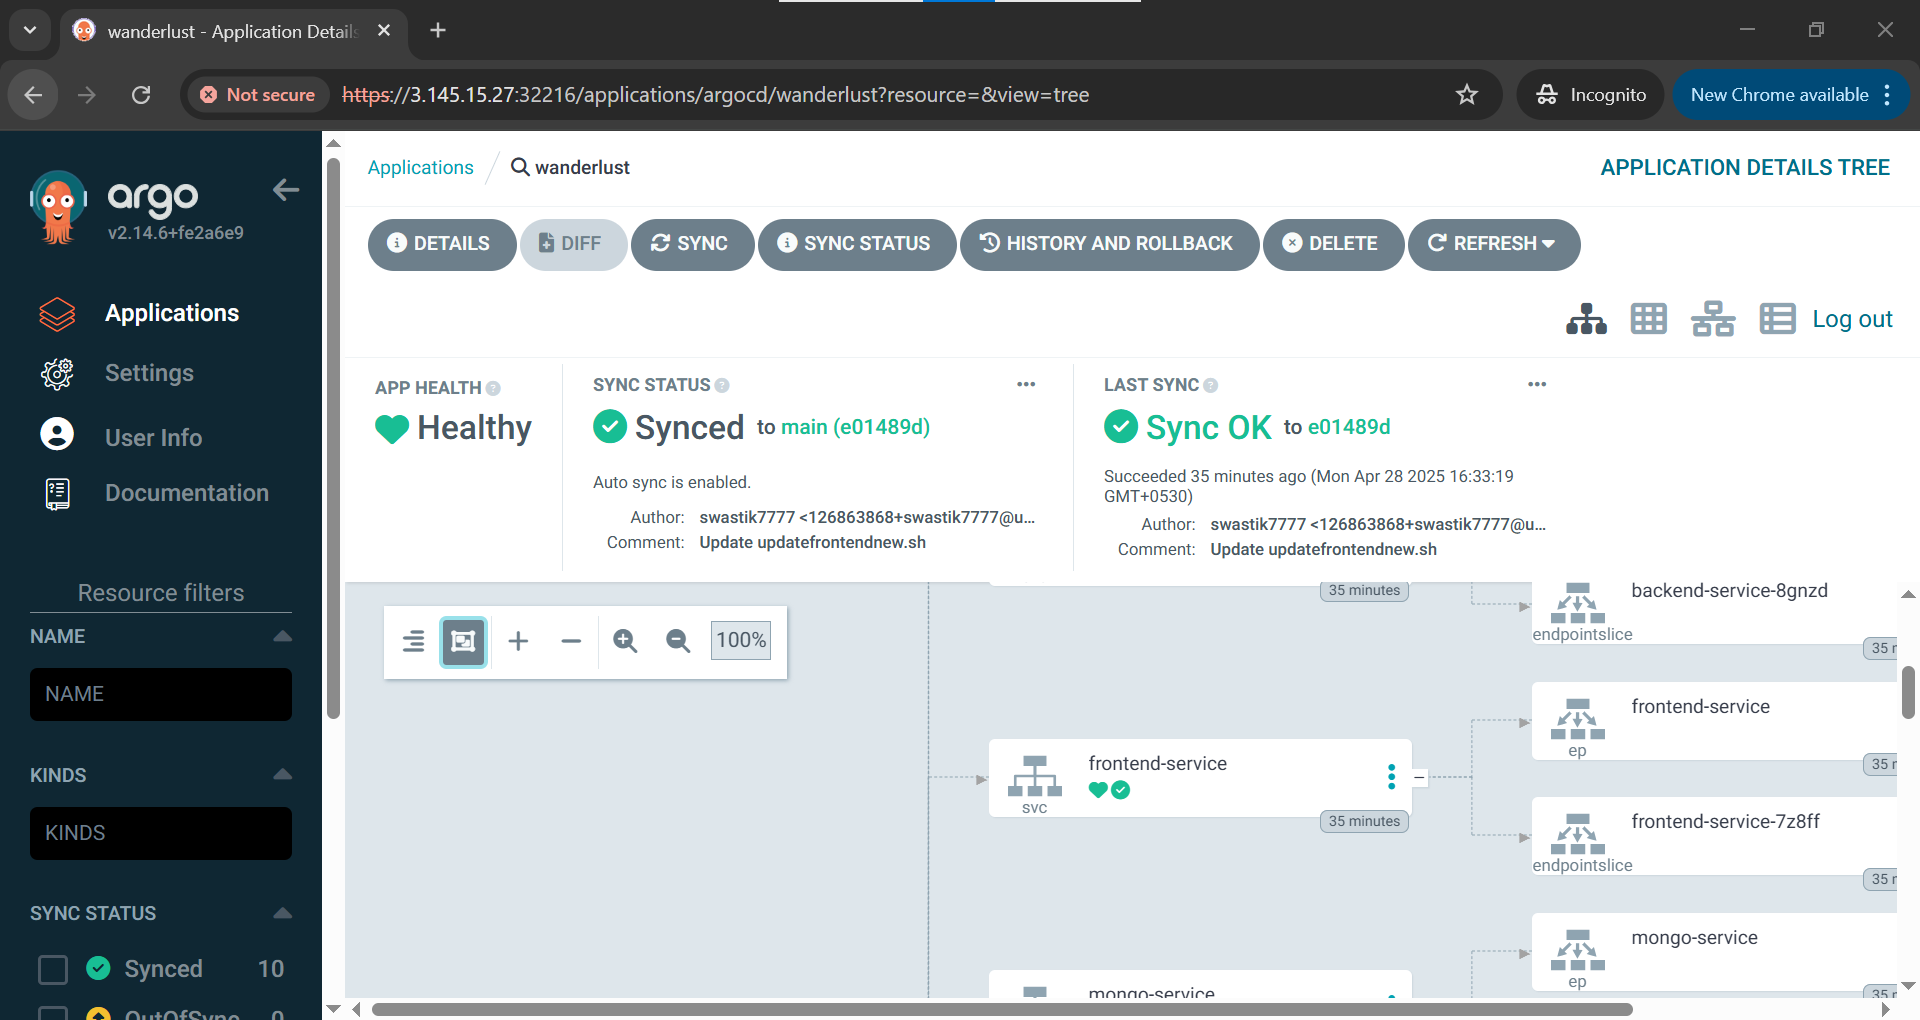 wanderlust - Application Details
Not secure
https://3.145.15.27:32216/applications/argocd/wanderlust?resource=&view=tree
Incognito
New Chrome available
argo
v2.14.6+fe2a6e9
Applications
Settings
User Info
Documentation
Resource filters
NAME
NAME
KINDS
KINDS
SYNC STATUS
Synced 10
OutOfSync 0
Applications / wanderlust
APPLICATION DETAILS TREE
DETAILS
DIFF
SYNC
SYNC STATUS
HISTORY AND ROLLBACK
DELETE
REFRESH
Log out
APP HEALTH
Healthy
SYNC STATUS
Synced to main (e01489d)
Auto sync is enabled.
Author: swastik7777 <126863868+swastik7777@u...
Comment: Update updatefrontendnew.sh
LAST SYNC
Sync OK to e01489d
Succeeded 35 minutes ago (Mon Apr 28 2025 16:33:19
GMT+0530)
Author: swastik7777 <126863868+swastik7777@u...
Comment: Update updatefrontendnew.sh
100%
35 minutes
backend-service-8gnzd
endpointslice
35 m
frontend-service
ep
35 m
frontend-service
svc
35 minutes
frontend-service-7z8ff
endpointslice
35 m
mongo-service
ep
35 m
mongo-service